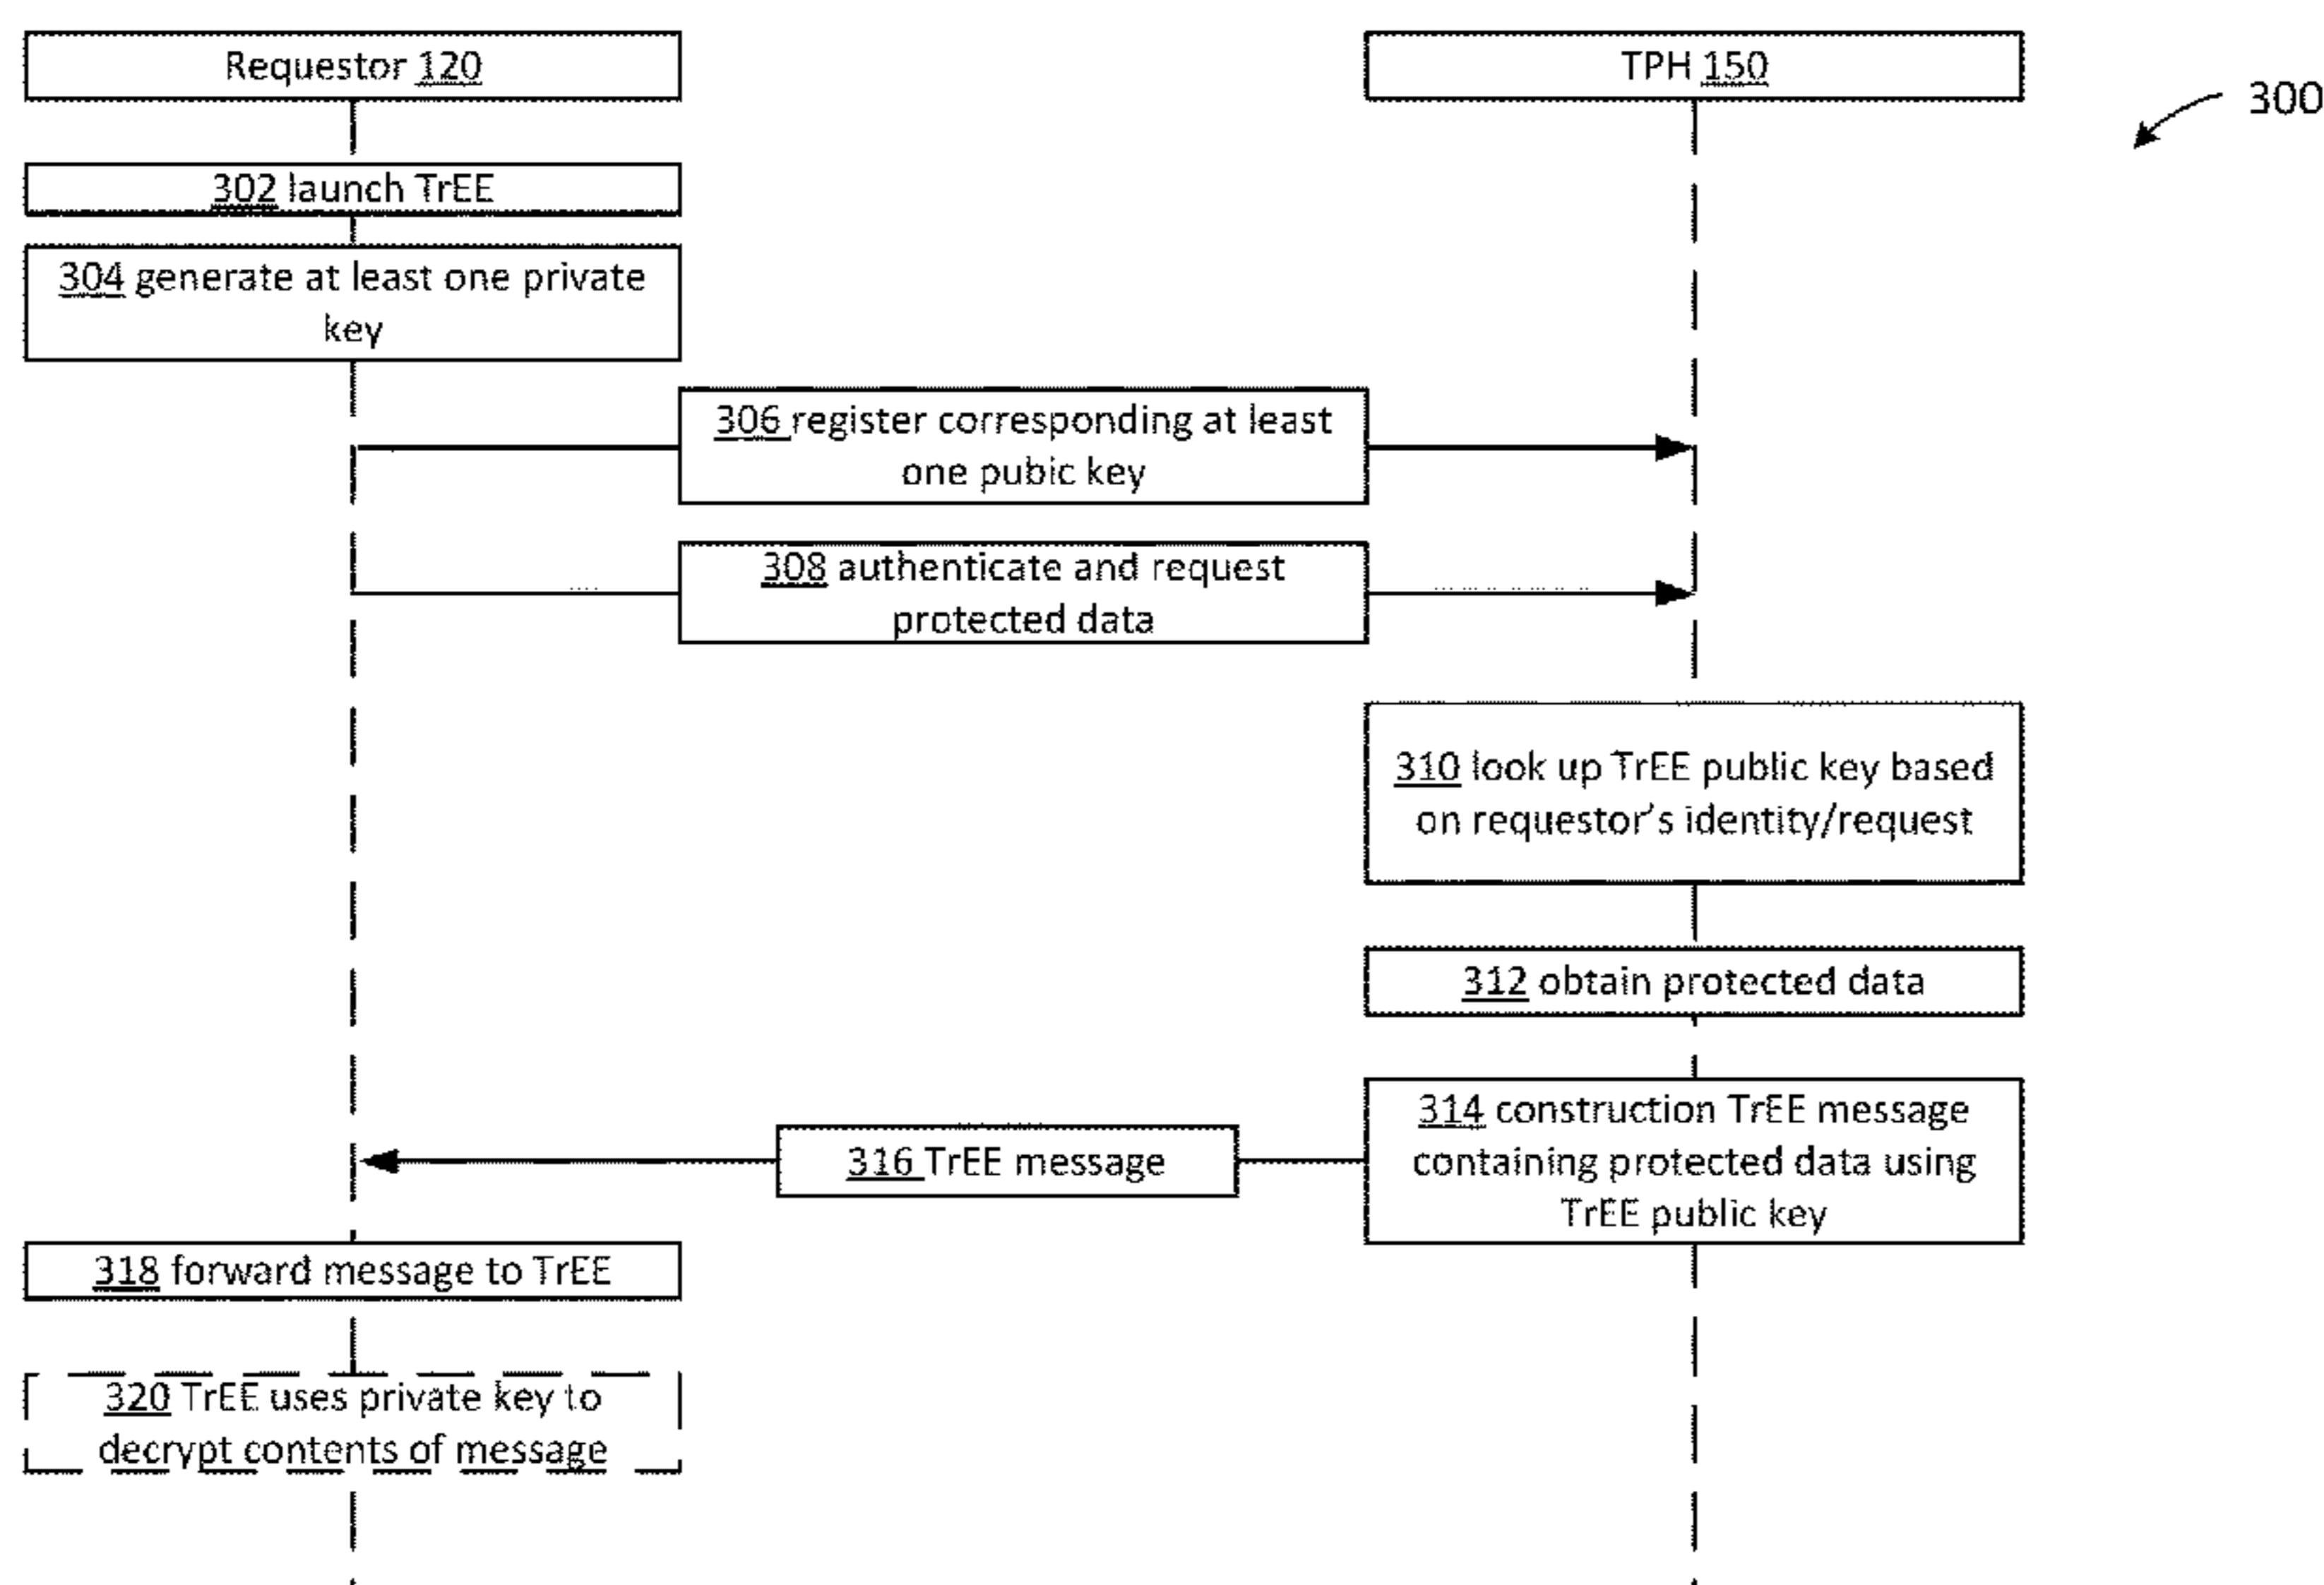 Requestor 120
TPH 150
300
302 launch TrEE
304 generate at least one private
key
306 register corresponding at least
one pubic key
308 authenticate and request
protected data
310 look up TrEE public key based
on requestor's identity/request
312 obtain protected data
314 construction TrEE message
containing protected data using
TrEE public key
316 TrEE message
318 forward message to TrEE
320 TrEE uses private key to
decrypt contents of message